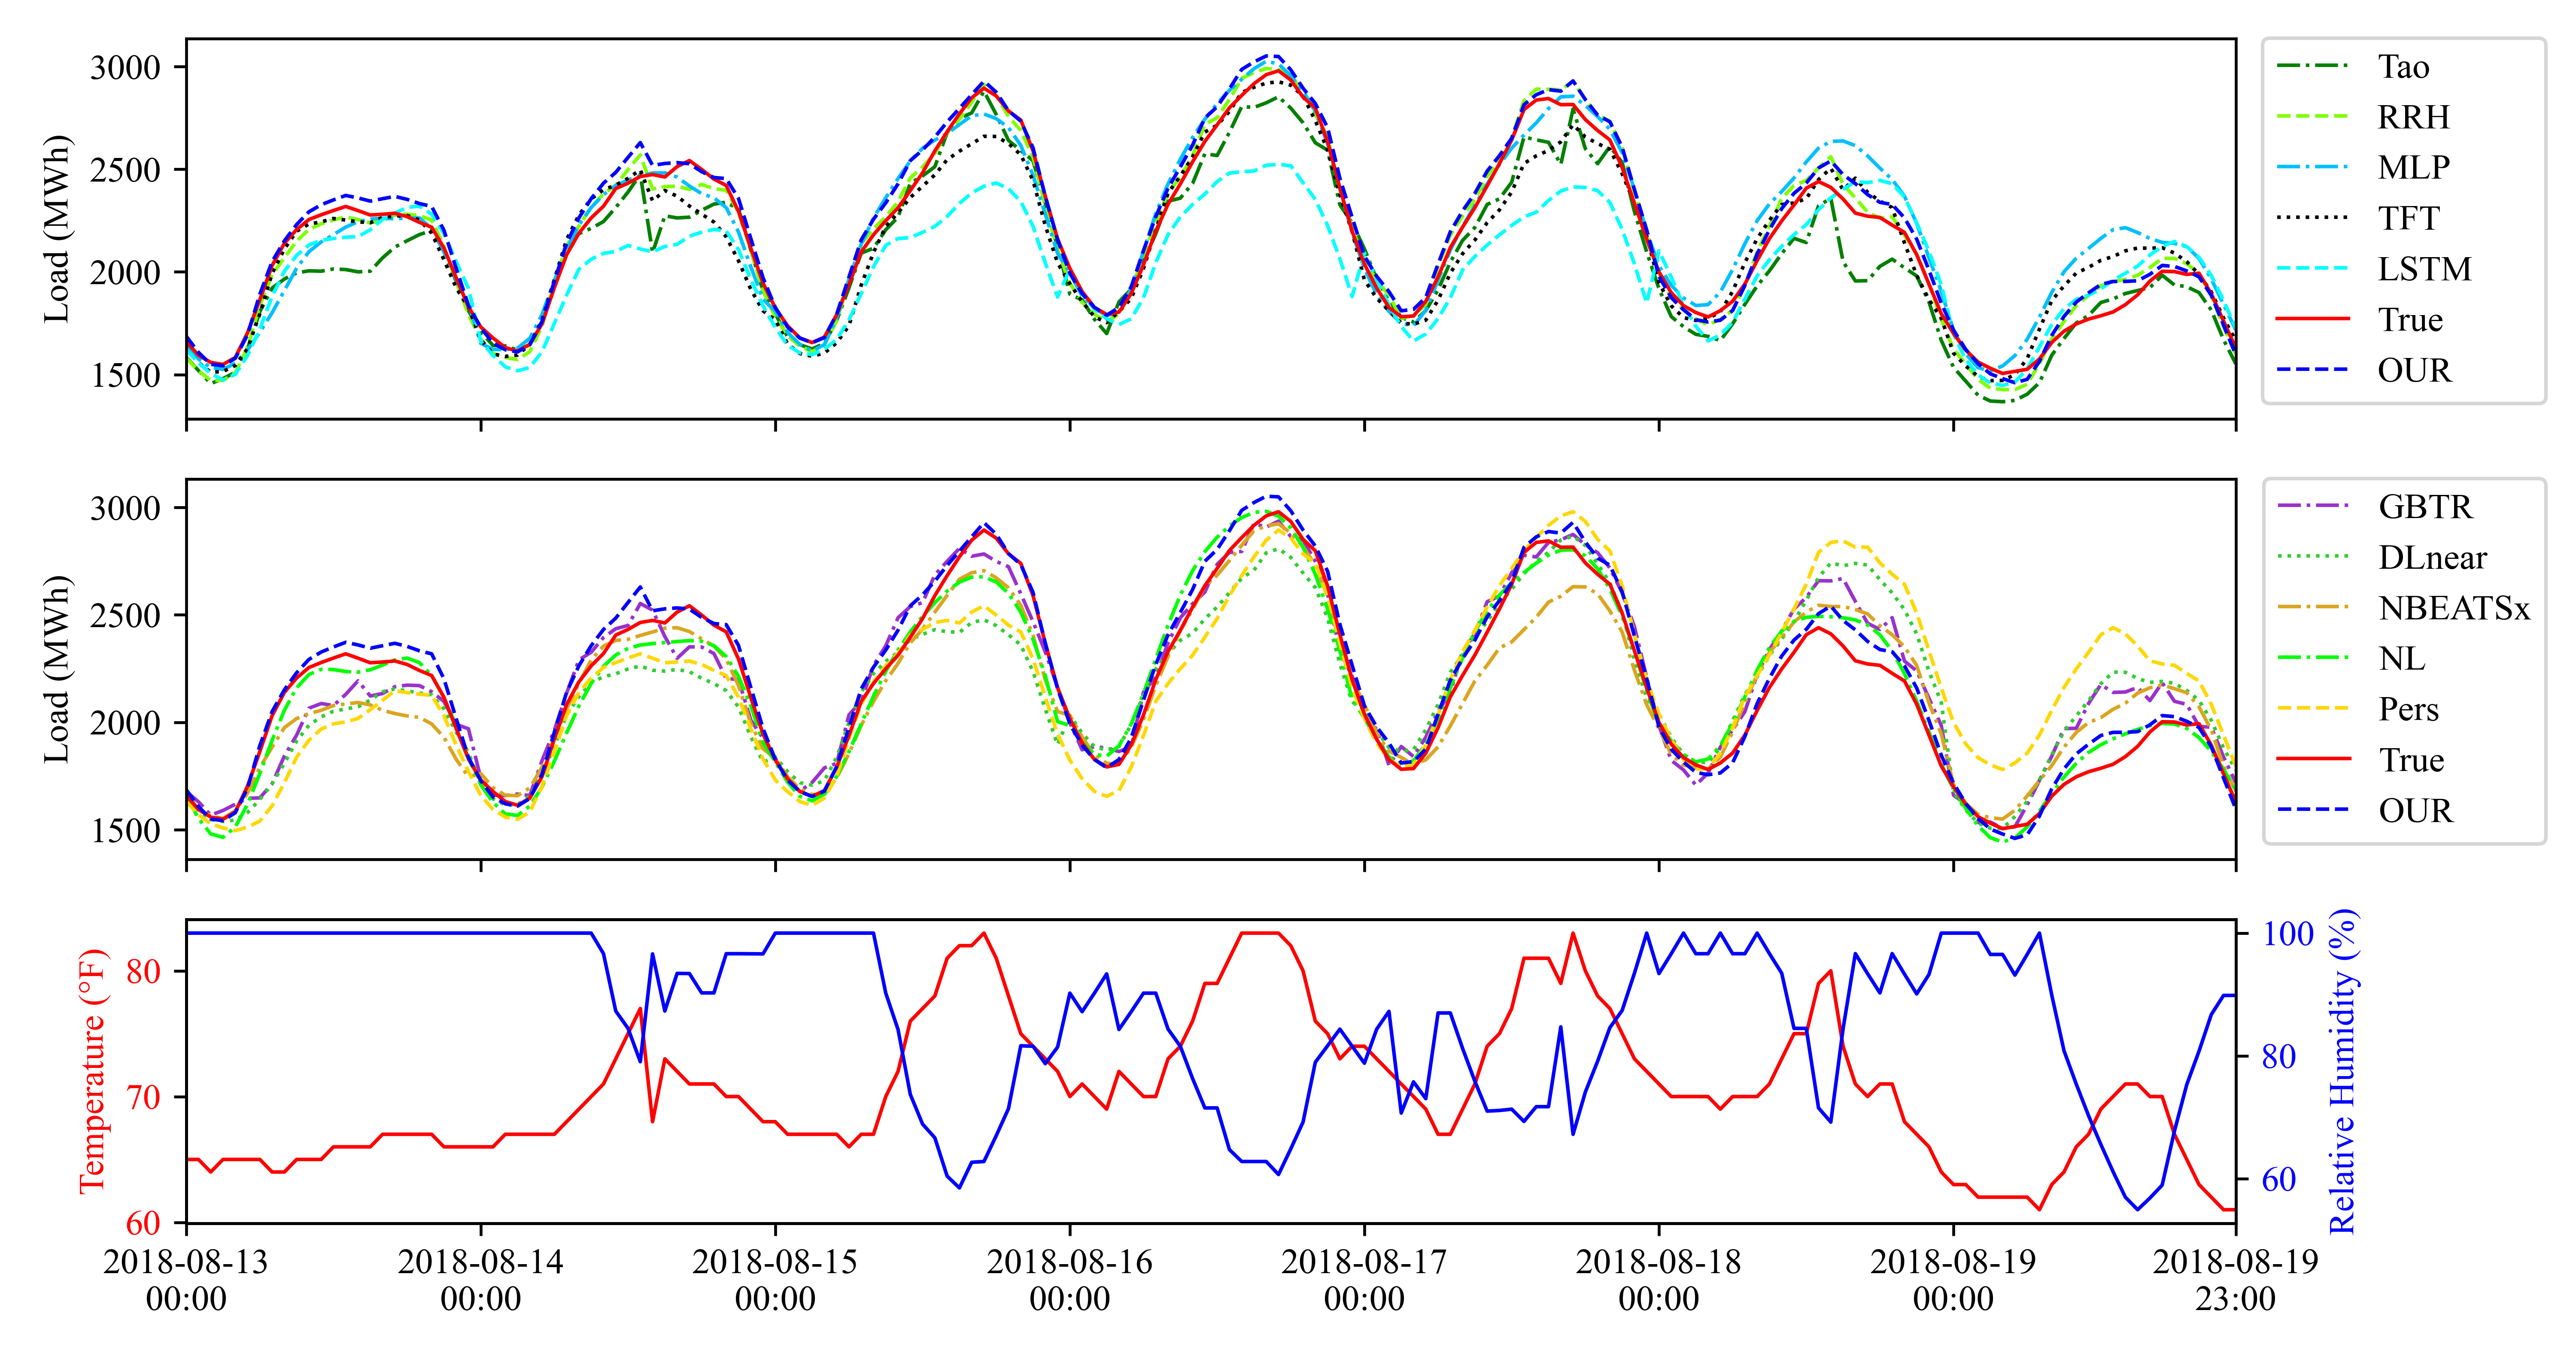 Load (MWh)
3000
2500
2000
1500
Tao
RRH
MLP
TFT
LSTM
True
OUR
Load (MWh)
3000
2500
2000
1500
GBTR
DLnear
NBEATSx
NL
Pers
True
OUR
Temperature (°F)
80
70
60
100
80
60
Relative Humidity (%)
2018-08-13 2018-08-14 2018-08-15 2018-08-16 2018-08-17 2018-08-18 2018-08-19 2018-08-19
00:00 00:00 00:00 00:00 00:00 00:00 00:00 23:00